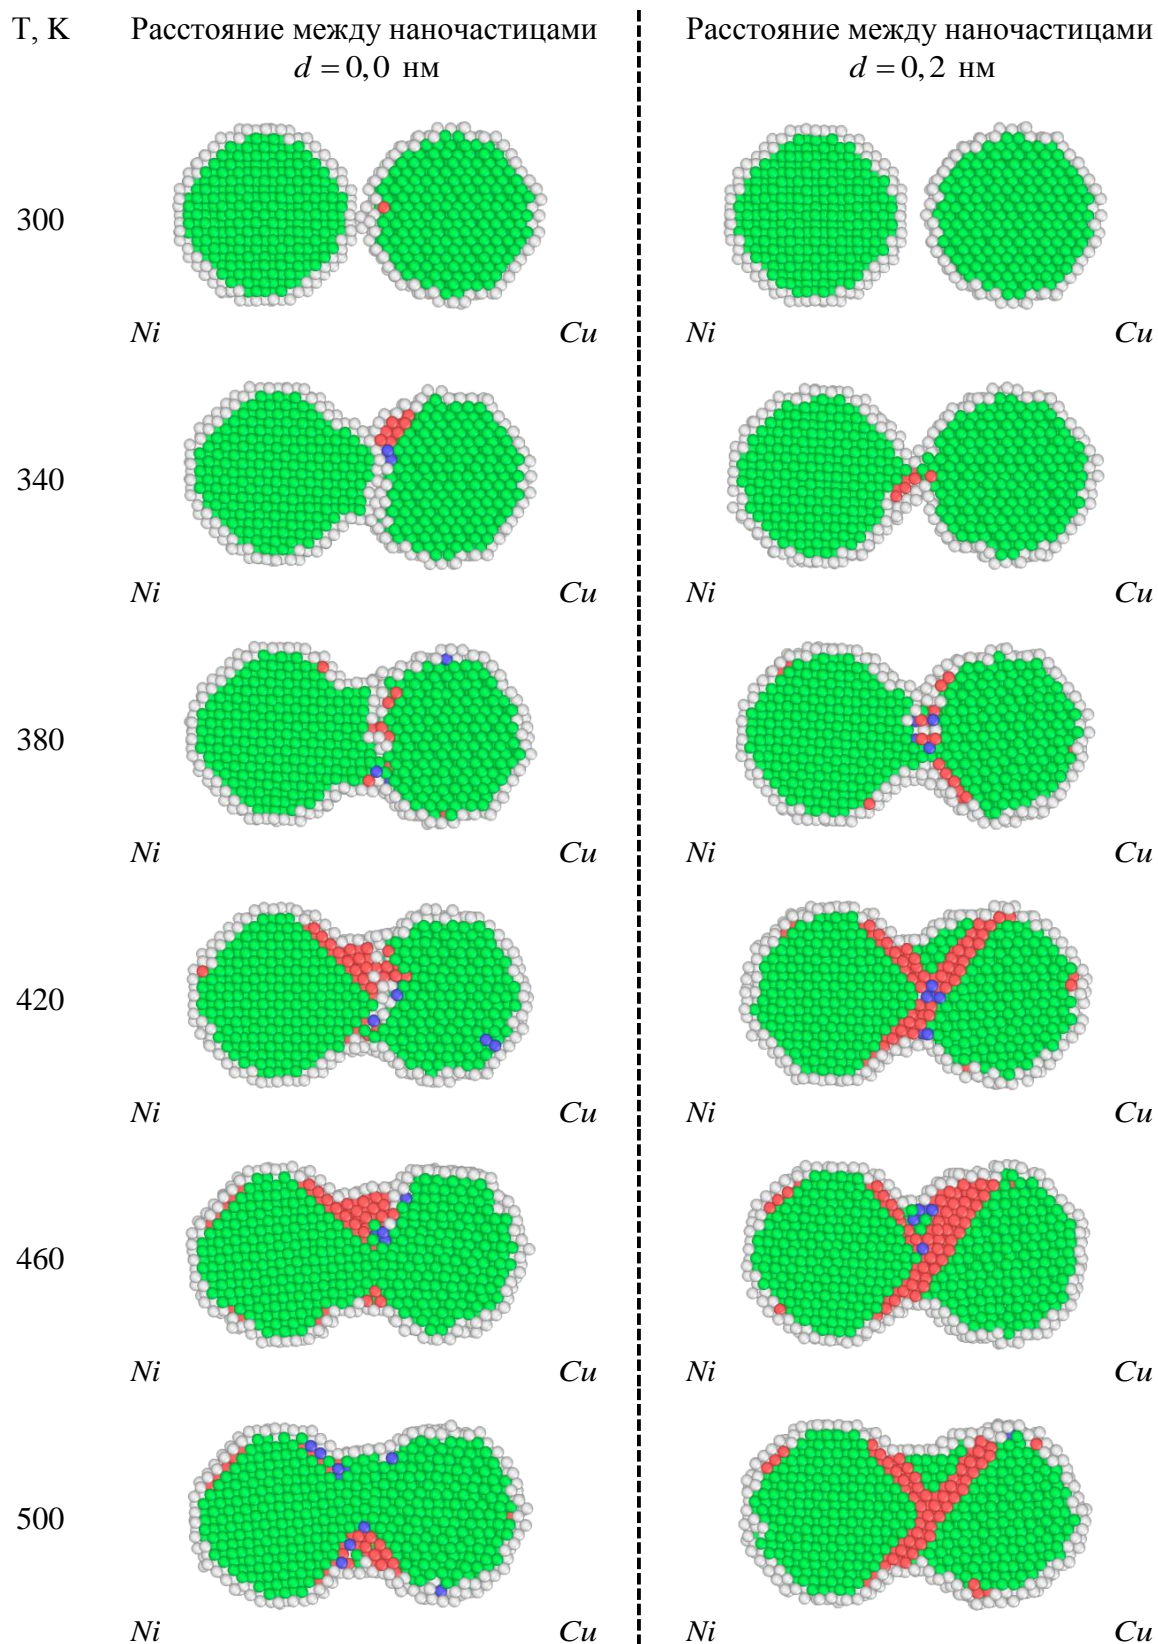 T, K Расстояние между наночастицами Расстояние между наночастицами
d = 0,0 нм d = 0,2 нм
300
Ni Cu Ni Cu
340
Ni Cu Ni Cu
380
Ni Cu Ni Cu
420
Ni Cu Ni Cu
460
Ni Cu Ni Cu
500
Ni Cu Ni Cu